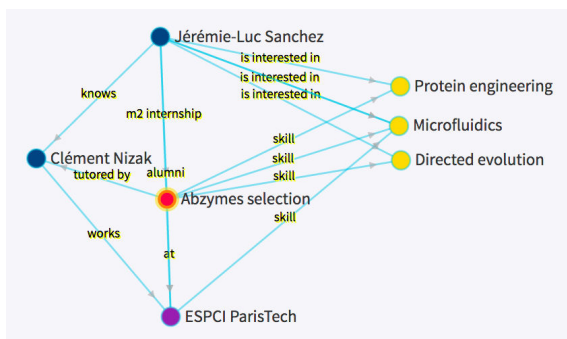 Jérémie-Luc Sanchez
is interested in
is interested in
is interested in
Protein engineering
knows
m2 internship
Microfluidics
skill
Clément Nizak
skill
Directed evolution
tutored by
alumni
skill
Abzymes selection
skill
works
at
ESPCI ParisTech